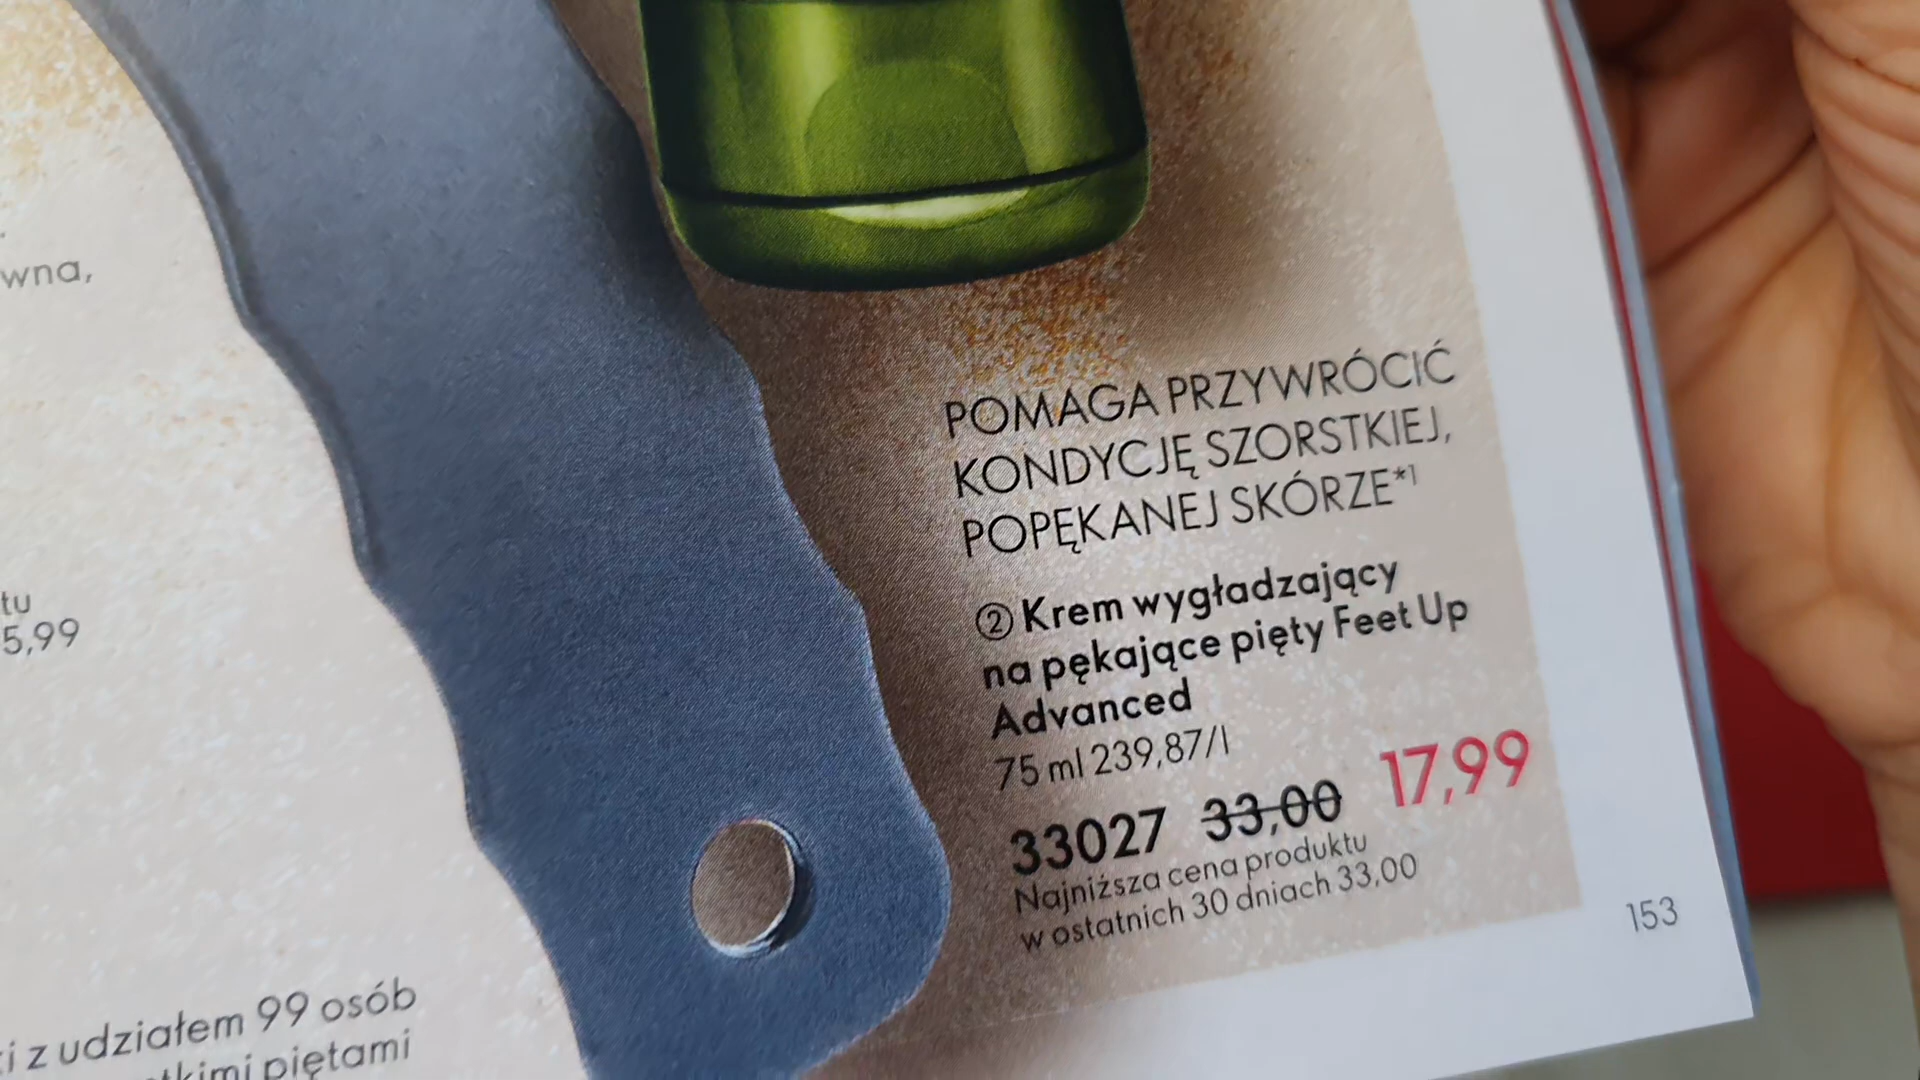 wna,
tu
5,99
i z udziałem 99 osób
tkimi piętami
POMAGA PRZYWRÓCIĆ
KONDYCJĘ SZORSTKIEJ,
POPĘKANEJ SKÓRZE*1
② Krem wygładzający
na pękające pięty Feet Up
Advanced
75 ml 239,87/l
33027 33,00 17,99
Najniższa cena produktu
w ostatnich 30 dniach 33,00
153